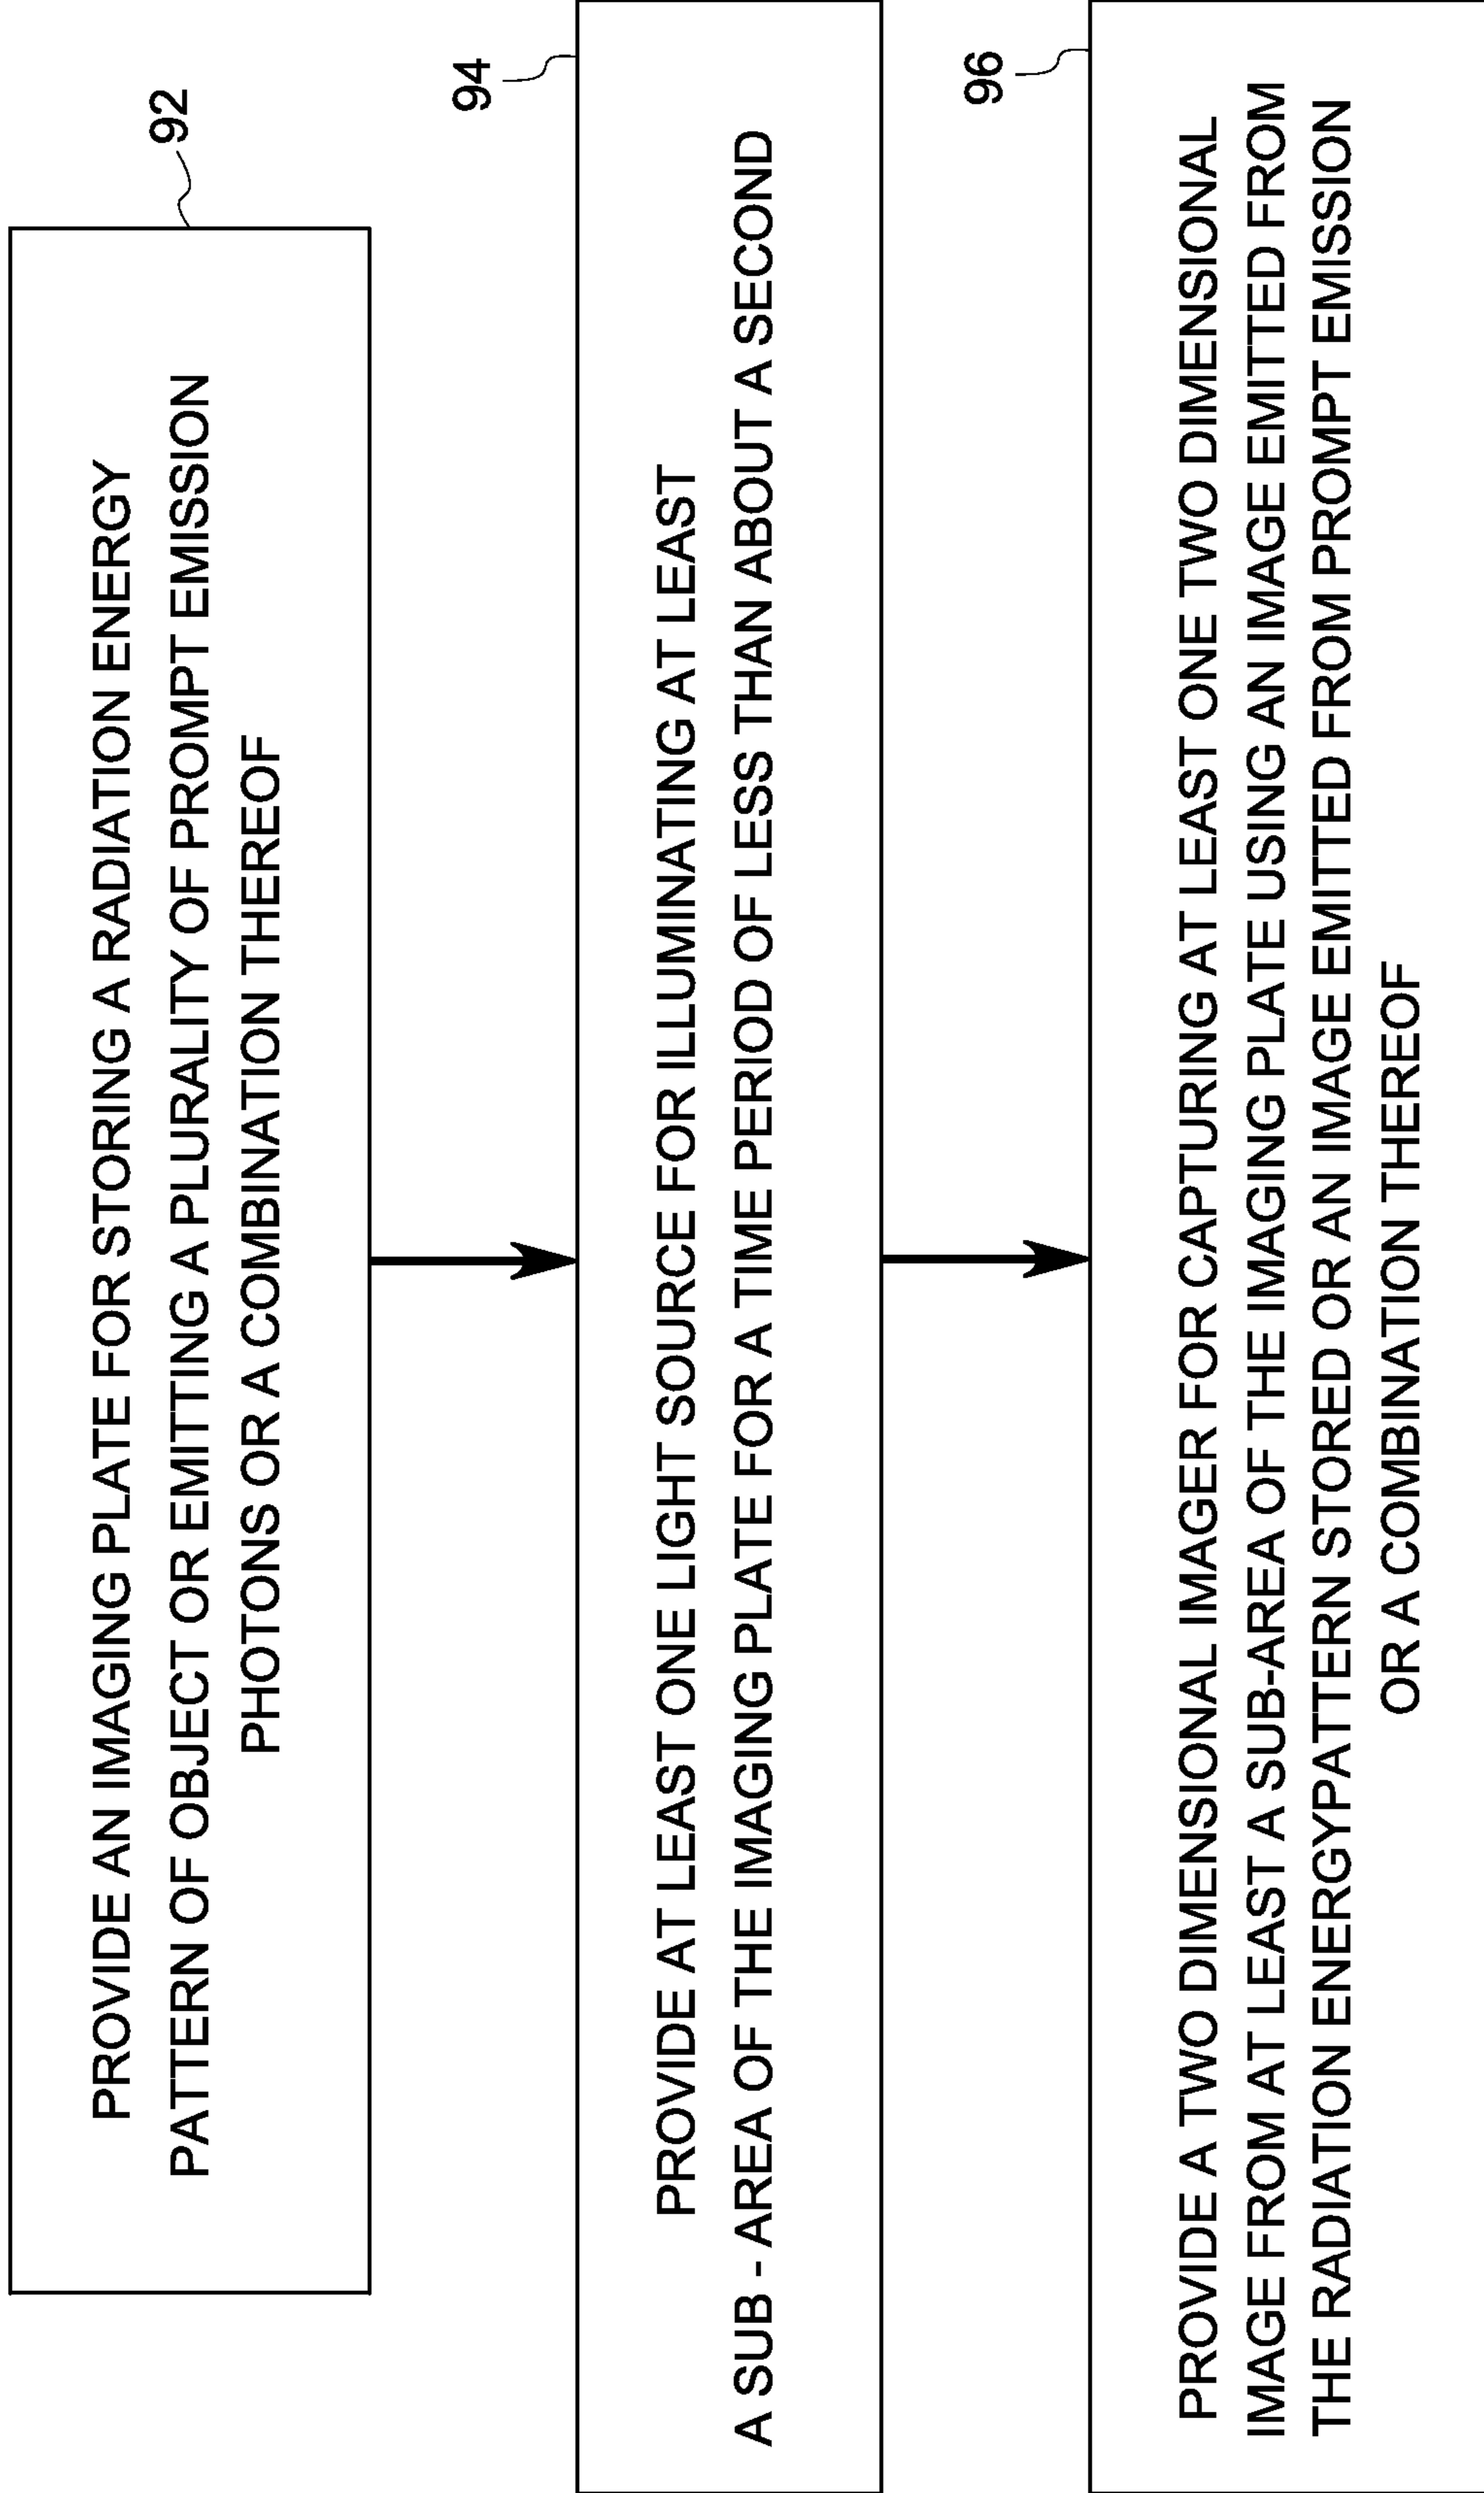 92
PROVIDE AN IMAGING PLATE FOR STORING A RADIATION ENERGY
PATTERN OF OBJECT OR EMITTING A PLURALITY OF PROMPT EMISSION
PHOTONS OR A COMBINATION THEREOF
94
PROVIDE AT LEAST ONE LIGHT SOURCE FOR ILLUMINATING AT LEAST
A SUB - AREA OF THE IMAGING PLATE FOR A TIME PERIOD OF LESS THAN ABOUT A SECOND
96
PROVIDE A TWO DIMENSIONAL IMAGER FOR CAPTURING AT LEAST ONE TWO DIMENSIONAL
IMAGE FROM AT LEAST A SUB-AREA OF THE IMAGING PLATE USING AN IMAGE EMITTED FROM
THE RADIATION ENERGYPATTERN STORED OR AN IMAGE EMITTED FROM PROMPT EMISSION
OR A COMBINATION THEREOF